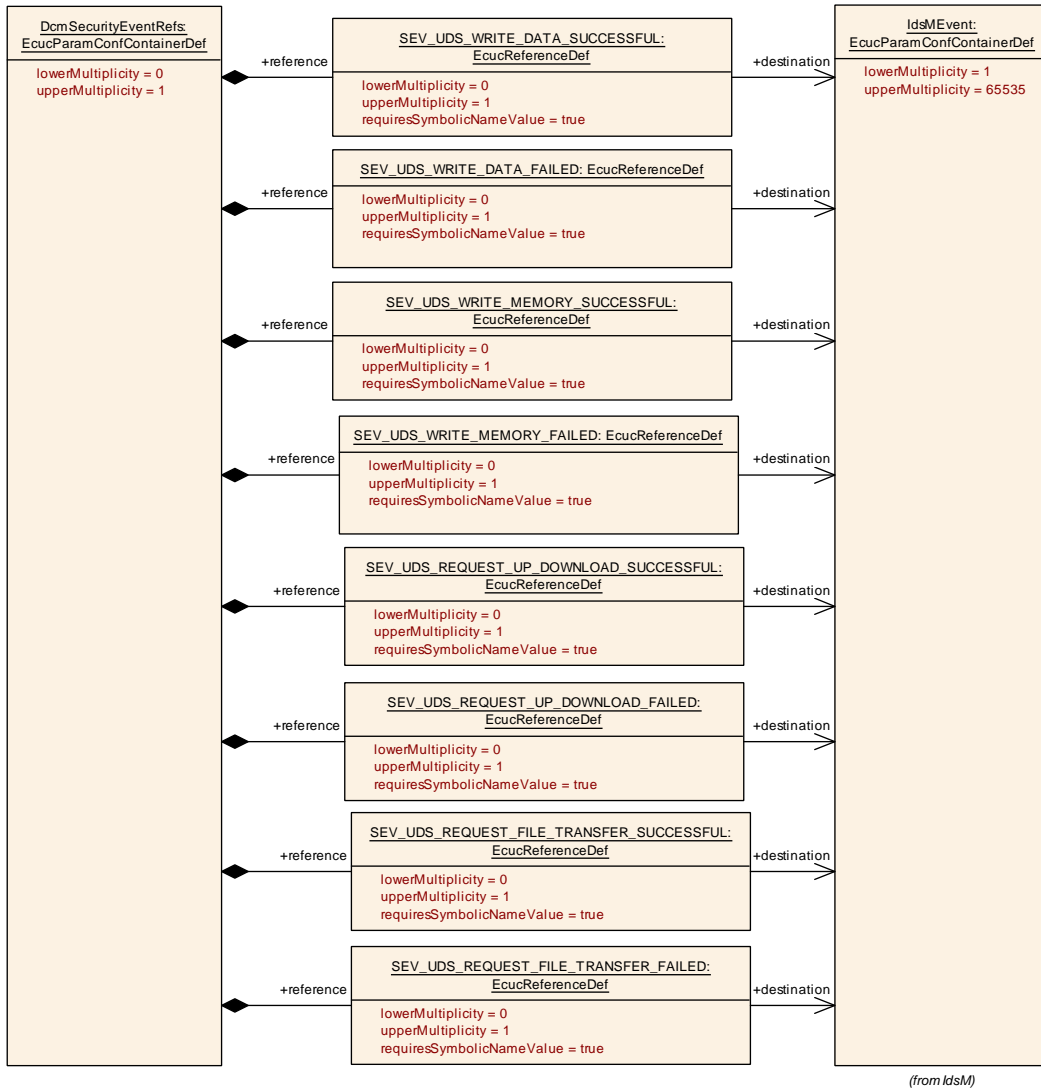 DcmSecurityEventRefs:
EcucParamConfContainerDef
lowerMultiplicity = 0
upperMultiplicity = 1
+reference
SEV_UDS_WRITE_DATA_SUCCESSFUL:
EcucReferenceDef
lowerMultiplicity = 0
upperMultiplicity = 1
requiresSymbolicNameValue = true
+destination
IdsMEvent:
EcucParamConfContainerDef
lowerMultiplicity = 1
upperMultiplicity = 65535
+reference
SEV_UDS_WRITE_DATA_FAILED: EcucReferenceDef
lowerMultiplicity = 0
upperMultiplicity = 1
requiresSymbolicNameValue = true
+destination
+reference
SEV_UDS_WRITE_MEMORY_SUCCESSFUL:
EcucReferenceDef
lowerMultiplicity = 0
upperMultiplicity = 1
requiresSymbolicNameValue = true
+destination
+reference
SEV_UDS_WRITE_MEMORY_FAILED: EcucReferenceDef
lowerMultiplicity = 0
upperMultiplicity = 1
requiresSymbolicNameValue = true
+destination
+reference
SEV_UDS_REQUEST_UP_DOWNLOAD_SUCCESSFUL:
EcucReferenceDef
lowerMultiplicity = 0
upperMultiplicity = 1
requiresSymbolicNameValue = true
+destination
+reference
SEV_UDS_REQUEST_UP_DOWNLOAD_FAILED:
EcucReferenceDef
lowerMultiplicity = 0
upperMultiplicity = 1
requiresSymbolicNameValue = true
+destination
+reference
SEV_UDS_REQUEST_FILE_TRANSFER_SUCCESSFUL:
EcucReferenceDef
lowerMultiplicity = 0
upperMultiplicity = 1
requiresSymbolicNameValue = true
+destination
+reference
SEV_UDS_REQUEST_FILE_TRANSFER_FAILED:
EcucReferenceDef
lowerMultiplicity = 0
upperMultiplicity = 1
requiresSymbolicNameValue = true
+destination
(from IdsM)